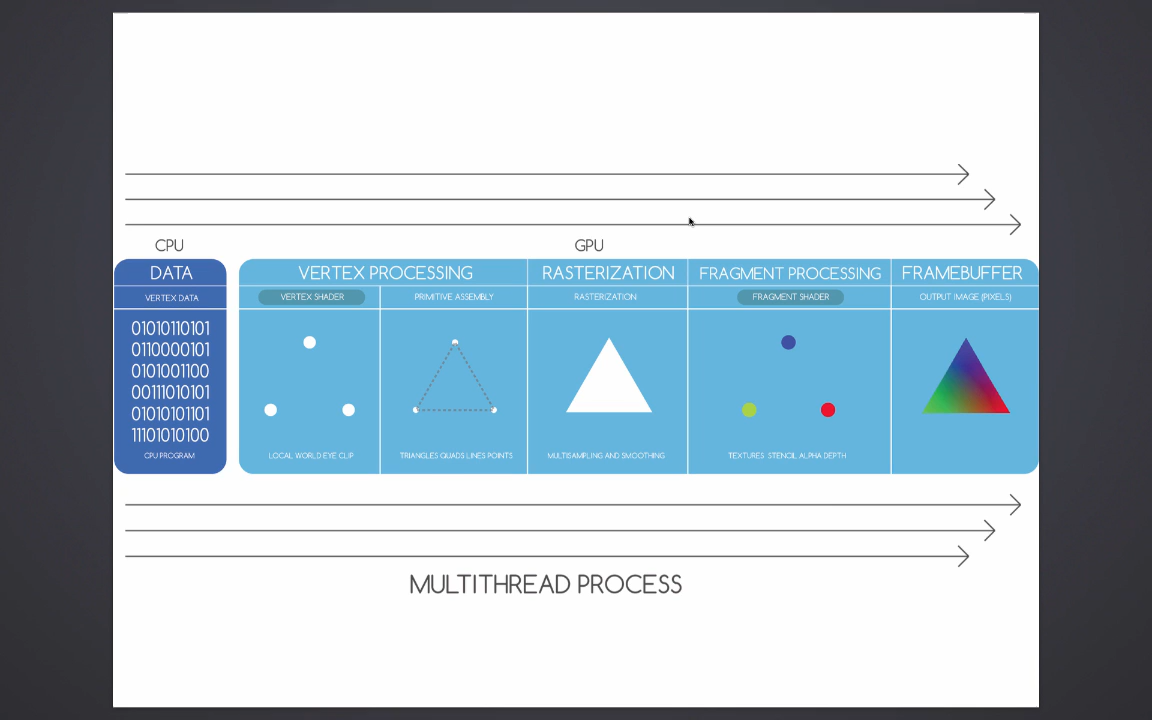 CPU
GPU
DATA
VERTEX PROCESSING
RASTERIZATION
FRAGMENT PROCESSING
FRAMEBUFFER
VERTEX DATA
VERTEX SHADER
PRIMITIVE ASSEMBLY
RASTERIZATION
FRAGMENT SHADER
OUTPUT IMAGE (PIXELS)
01010110101
0110000101
0101001100
00111010101
01010101101
11101010100
CPU PROGRAM
LOCAL WORLD EYE CLIP
TRIANGLES QUADS LINES POINTS
MULTISAMPLING AND SMOOTHING
TEXTURES STENCIL ALPHA DEPTH
MULTITHREAD PROCESS